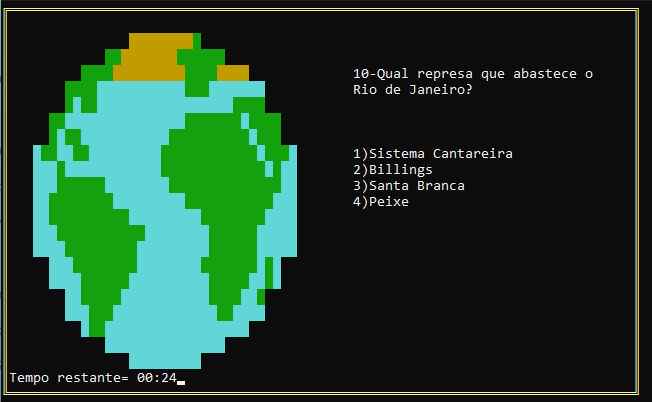 10-Qual represa que abastece o
Rio de Janeiro?
1)Sistema Cantareira
2)Billings
3)Santa Branca
4)Peixe
Tempo restante= 00:24